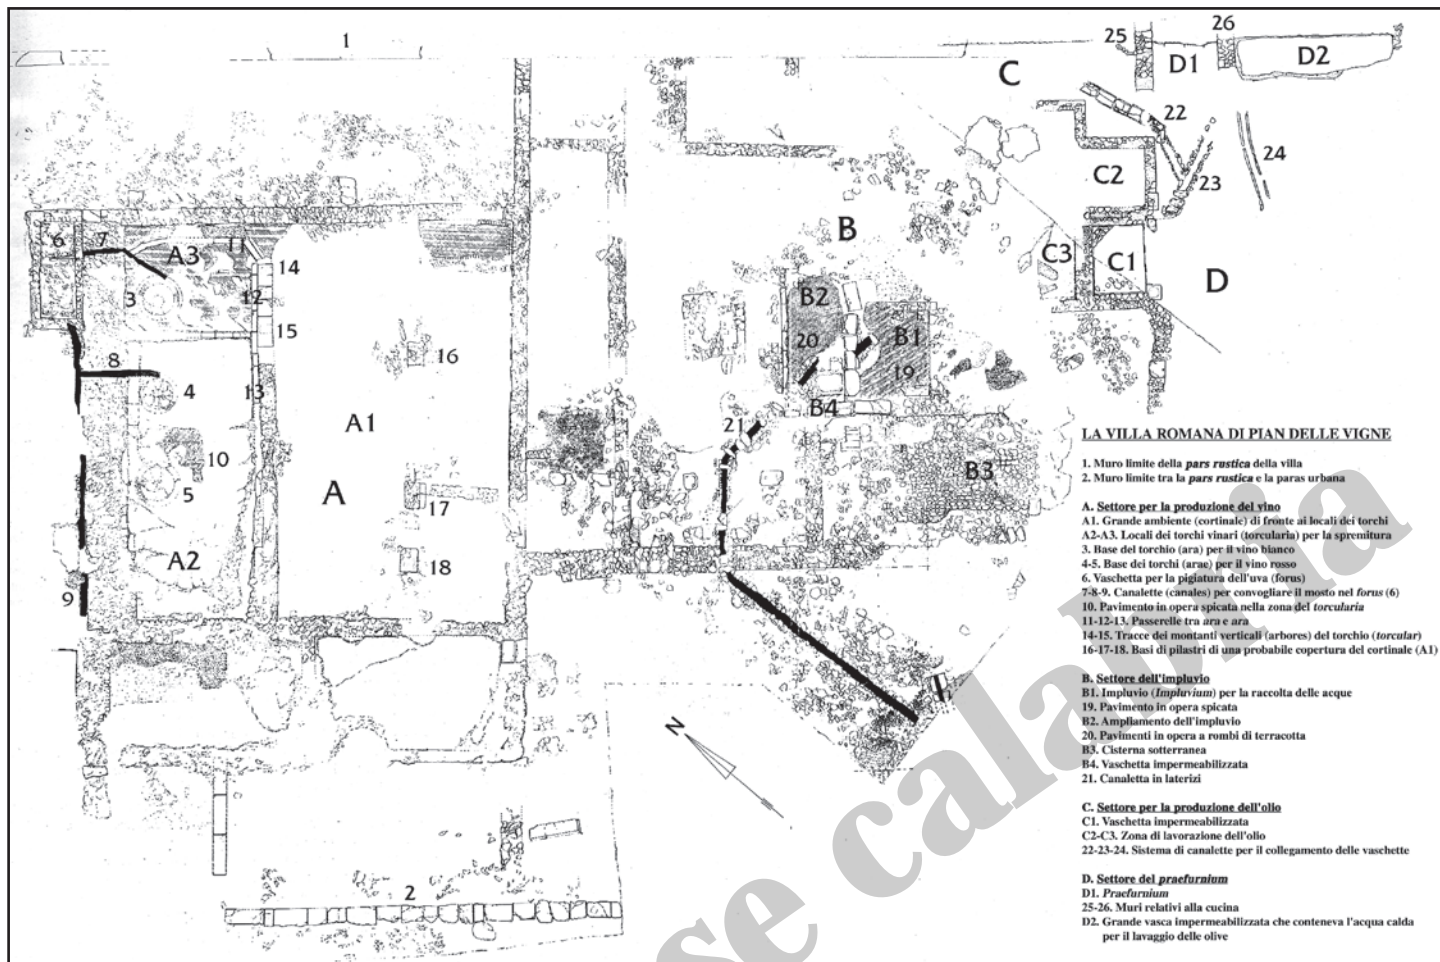 1
25
26
D1
D2
C
22
C2
23
24
6
7
A3
11
B
C3
C1
D
14
3
12
15
B2
8
16
20
B1
4
13
19
A1
B4
21
10
B3
A
5
17
A2
18
9
N
2
LA VILLA ROMANA DI PIAN DELLE VIGNE
1. Muro limite della pars rustica della villa
2. Muro limite tra la pars rustica e la paras urbana
A. Settore per la produzione del vino
A1. Grande ambiente (cortinale) di fronte ai locali dei torchi
A2-A3. Locali dei torchi vinari (torcularia) per la spremitura
3. Base del torchio (ara) per il vino bianco
4-5. Base dei torchi (arae) per il vino rosso
6. Vaschetta per la pigiatura dell'uva (forus)
7-8-9. Canalette (canales) per convogliare il mosto nel forus (6)
10. Pavimento in opera spicata nella zona del torcularia
11-12-13. Passerelle tra ara e ara
14-15. Tracce dei montanti verticali (arbores) del torchio (torcular)
16-17-18. Basi di pilastri di una probabile copertura del cortinale (A1)
B. Settore dell'impluvio
B1. Impluvio (Impluvium) per la raccolta delle acque
19. Pavimento in opera spicata
B2. Ampliamento dell'impluvio
20. Pavimenti in opera a rombi di terracotta
B3. Cisterna sotterranea
B4. Vaschetta impermeabilizzata
21. Canaletta in laterizi
C. Settore per la produzione dell'olio
C1. Vaschetta impermeabilizzata
C2-C3. Zona di lavorazione dell'olio
22-23-24. Sistema di canalette per il collegamento delle vaschette
D. Settore del praefurnium
D1. Praefurnium
25-26. Muri relativi alla cucina
D2. Grande vasca impermeabilizzata che conteneva l'acqua calda
per il lavaggio delle olive
se calabria